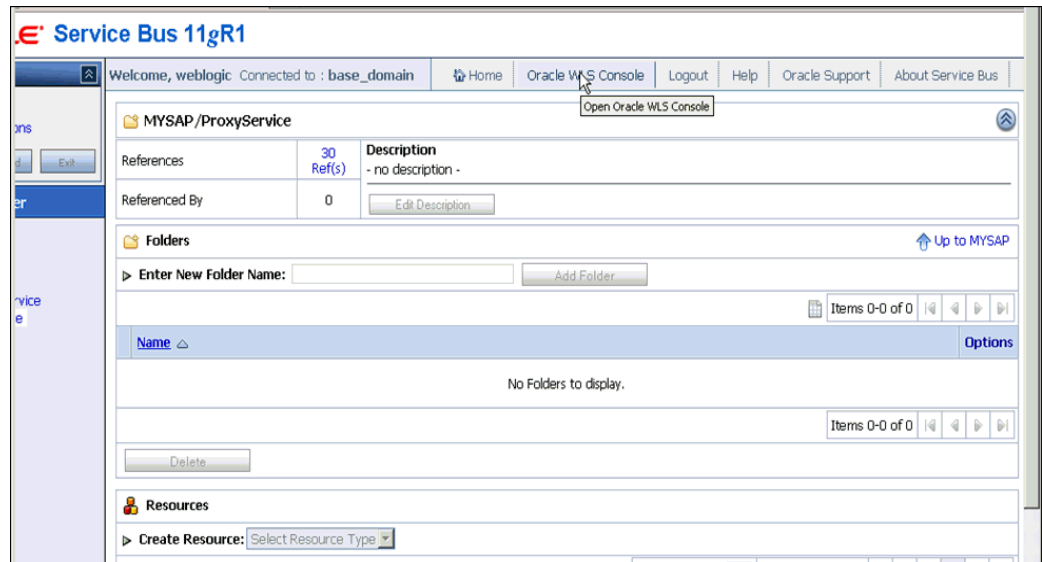 Service Bus 11gR1
Welcome, weblogic Connected to : base_domain Home Oracle WLS Console Logout Help Oracle Support About Service Bus
Open Oracle WLS Console
MYSAP/ProxyService
References 30 Ref(s) Description
- no description -
Exit
Referenced By 0 Edit Description
Folders Up to MYSAP
Enter New Folder Name: Add Folder
Items 0-0 of 0
Name Options
No Folders to display.
Items 0-0 of 0
Delete
Resources
Create Resource: Select Resource Type